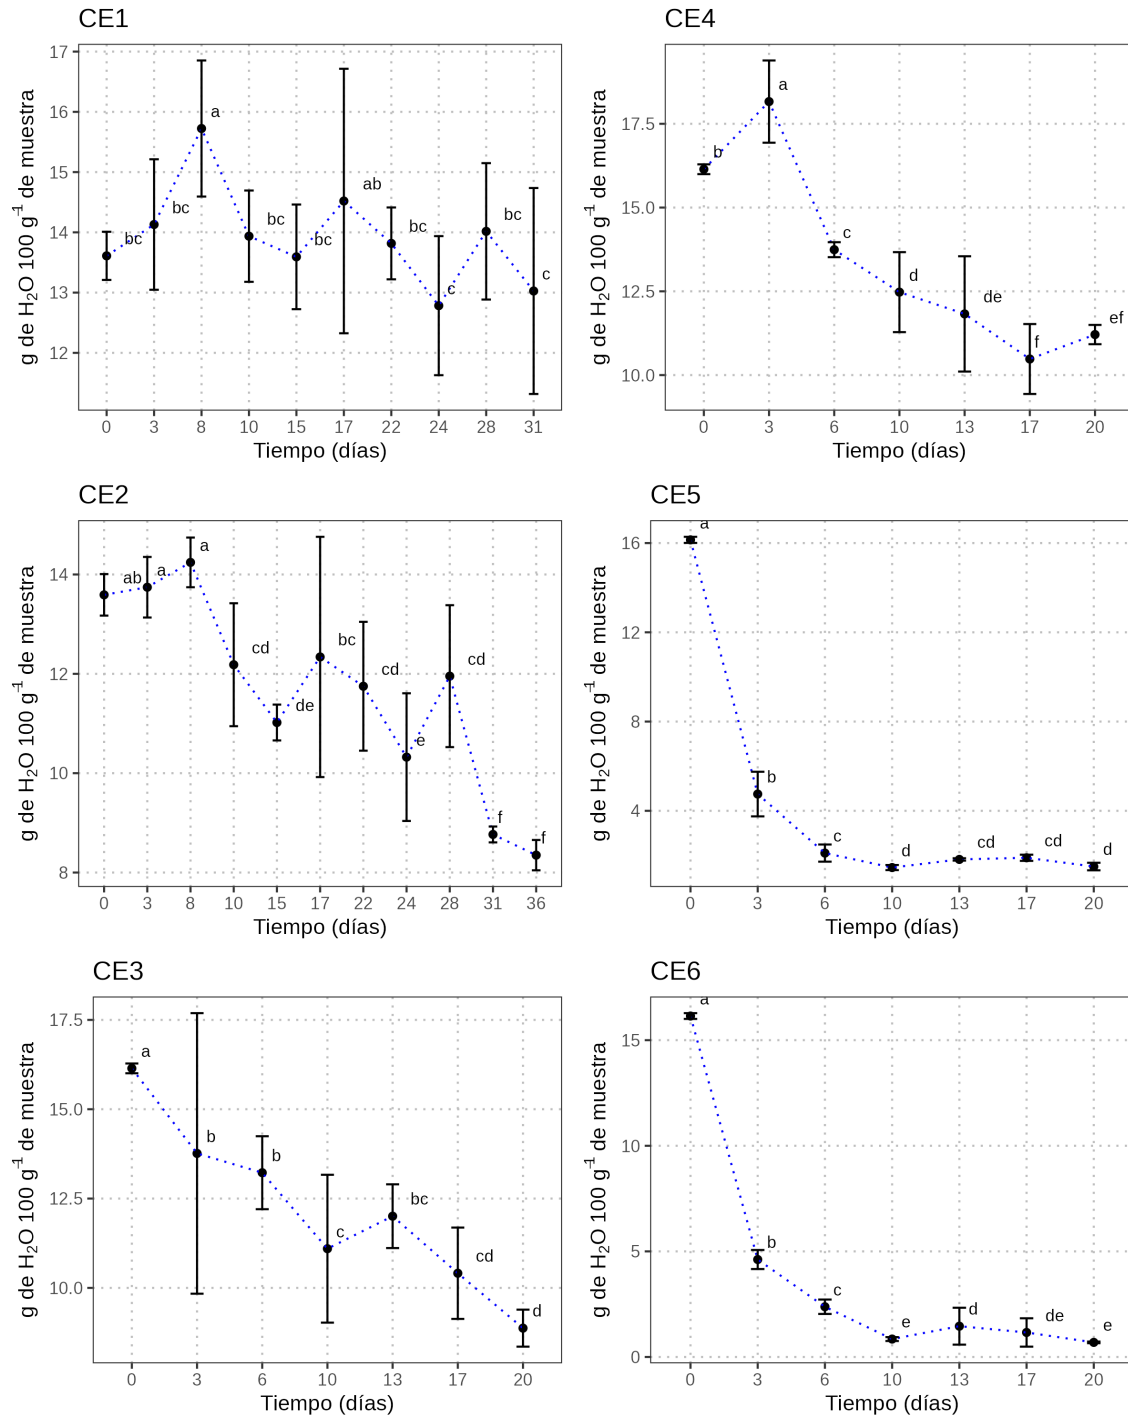 CE1
g de H₂O 100 g⁻¹ de muestra
17
16
15
14
13
12
bc bc a bc bc ab bc c bc c
0 3 8 10 15 17 22 24 28 31
Tiempo (días)
CE4
g de H₂O 100 g⁻¹ de muestra
17.5
15.0
12.5
10.0
b a c d de f ef
0 3 6 10 13 17 20
Tiempo (días)
CE2
g de H₂O 100 g⁻¹ de muestra
14
12
10
8
ab a a cd de bc cd e cd f f
0 3 8 10 15 17 22 24 28 31 36
Tiempo (días)
CE5
g de H₂O 100 g⁻¹ de muestra
16
12
8
4
a b c d cd cd d
0 3 6 10 13 17 20
Tiempo (días)
CE3
g de H₂O 100 g⁻¹ de muestra
17.5
15.0
12.5
10.0
a b b c bc cd d
0 3 6 10 13 17 20
Tiempo (días)
CE6
g de H₂O 100 g⁻¹ de muestra
15
10
5
0
a b c e d de e
0 3 6 10 13 17 20
Tiempo (días)